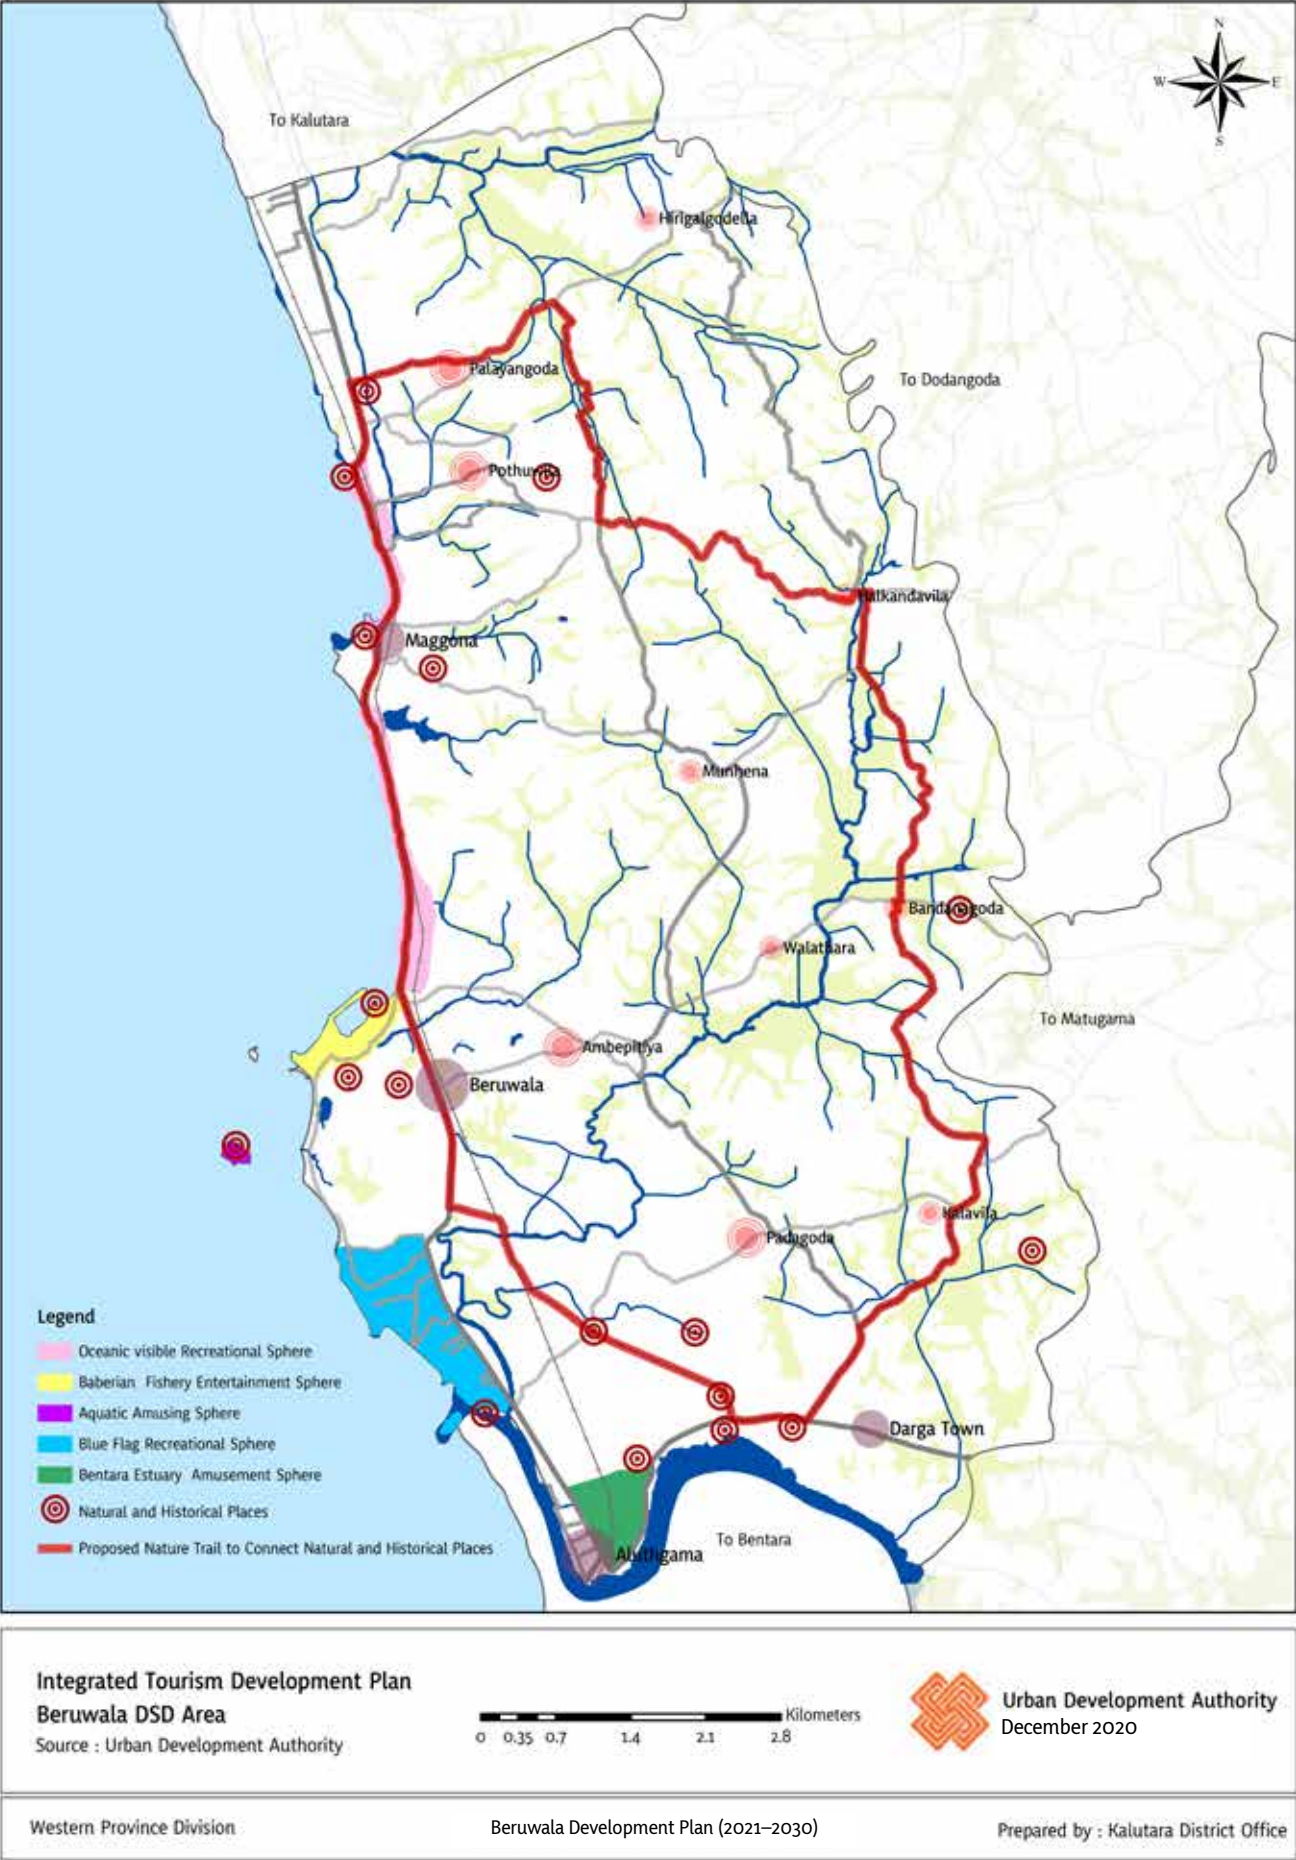 N
W
E
S
To Kalutara
Hirigalgodella
Palayangoda
To Dodangoda
Pothuwila
Halkandavila
Maggona
Munhena
Bandanagoda
Walathara
To Matugama
Ambepitiya
Beruwala
Kalavila
Padagoda
Darga Town
To Bentara
Aluthgama
Legend
Oceanic visible Recreational Sphere
Baberian Fishery Entertainment Sphere
Aquatic Amusing Sphere
Blue Flag Recreational Sphere
Bentara Estuary Amusement Sphere
Natural and Historical Places
Proposed Nature Trail to Connect Natural and Historical Places
Integrated Tourism Development Plan
Beruwala DSD Area
Source : Urban Development Authority
Kilometers
0 0.35 0.7 1.4 2.1 2.8
Urban Development Authority
December 2020
Western Province Division
Beruwala Development Plan (2021–2030)
Prepared by : Kalutara District Office